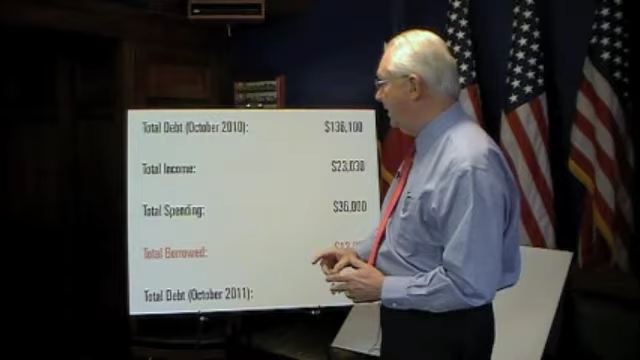 Total Debt (October 2010): $136,100
Total Income: $23,030
Total Spending: $36,000
Total Borrowed:
Total Debt (October 2011):